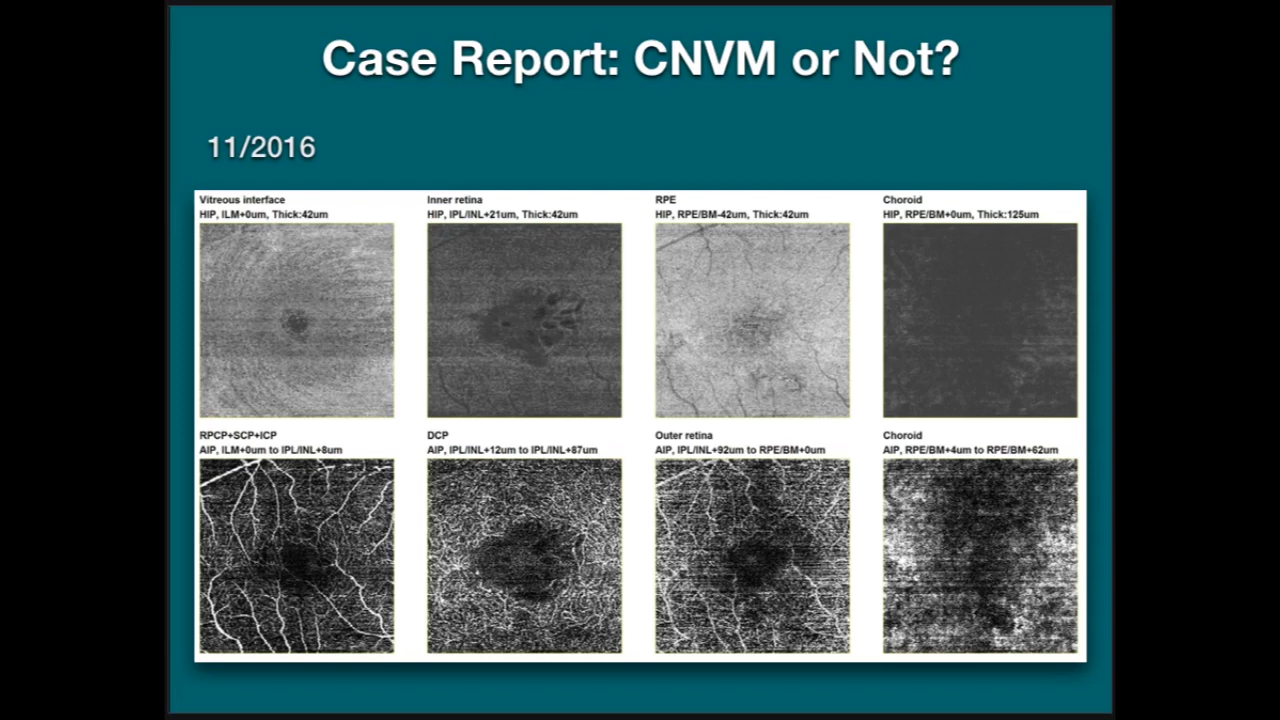 Case Report: CNVM or Not?
11/2016
Vitreous interface
HIP, ILM+0um, Thick:42um
Inner retina
HIP, IPL/INL+21um, Thick:42um
RPE
HIP, RPE/BM-42um, Thick:42um
Choroid
HIP, RPE/BM+0um, Thick:125um
RPCP+SCP+ICP
AIP, ILM+0um to IPL/INL+8um
DCP
AIP, IPL/INL+12um to IPL/INL+87um
Outer retina
AIP, IPL/INL+92um to RPE/BM+0um
Choroid
AIP, RPE/BM+4um to RPE/BM+62um